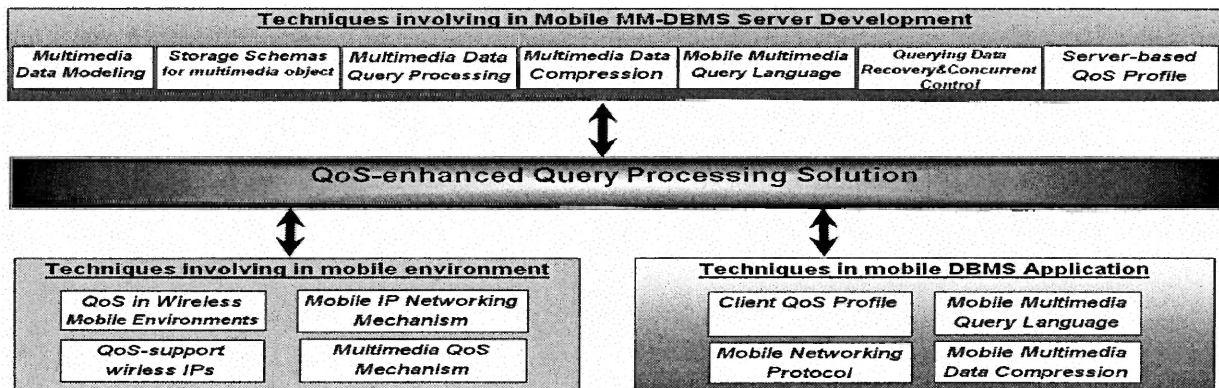 Techniques involving in Mobile MM-DBMS Server Development
Multimedia
Data Modeling
Storage Schemas
for multimedia object
Multimedia Data
Query Processing
Multimedia Data
Compression
Mobile Multimedia
Query Language
Querying Data
Recovery&Concurrent
Control
Server-based
QoS Profile
QoS-enhanced Query Processing Solution
Techniques involving in mobile environment
QoS in Wireless
Mobile Environments
Mobile IP Networking
Mechanism
QoS-support
wirless IPs
Multimedia QoS
Mechanism
Techniques in mobile DBMS Application
Client QoS Profile
Mobile Multimedia
Query Language
Mobile Networking
Protocol
Mobile Multimedia
Data Compression